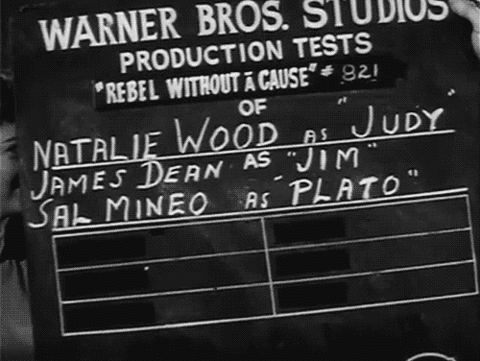 WARNER BROS. STUDIOS
PRODUCTION TESTS
"REBEL WITHOUT A CAUSE" # 821
OF
NATALIE WOOD AS "JUDY"
JAMES DEAN AS "JIM"
SAL MINEO AS "PLATO"